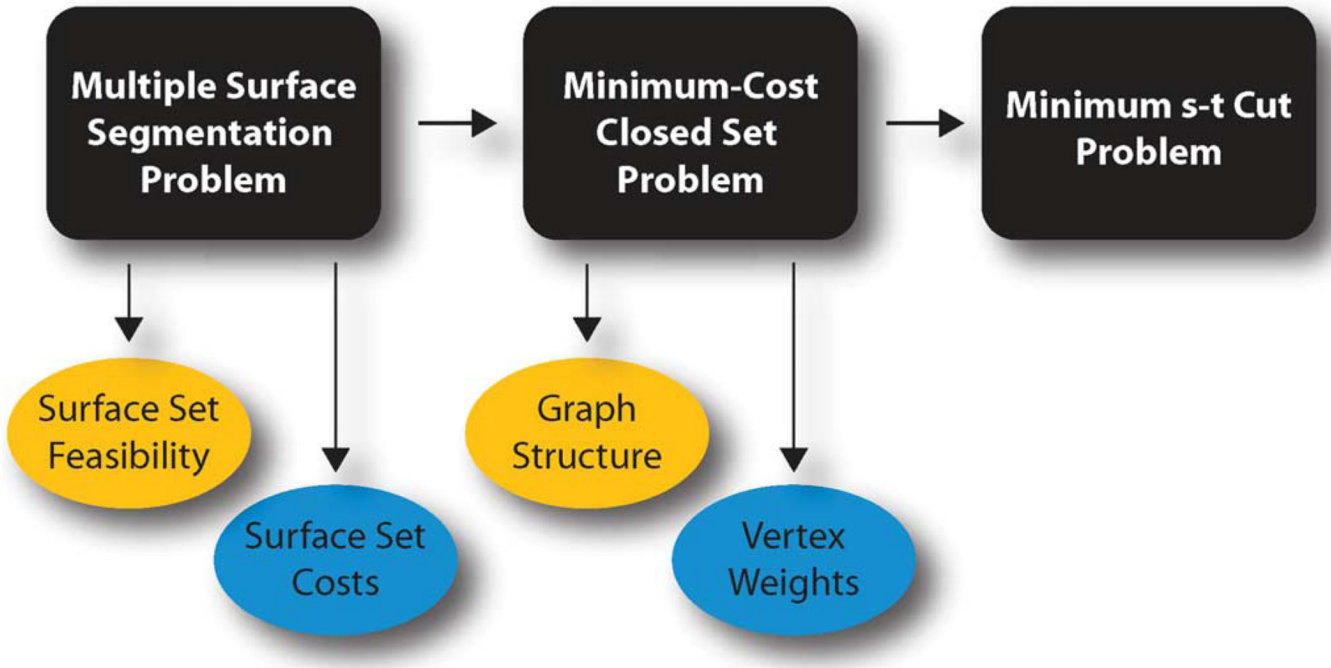 Multiple Surface
Segmentation
Problem
Minimum-Cost
Closed Set
Problem
Minimum s-t Cut
Problem
Surface Set
Feasibility
Surface Set
Costs
Graph
Structure
Vertex
Weights